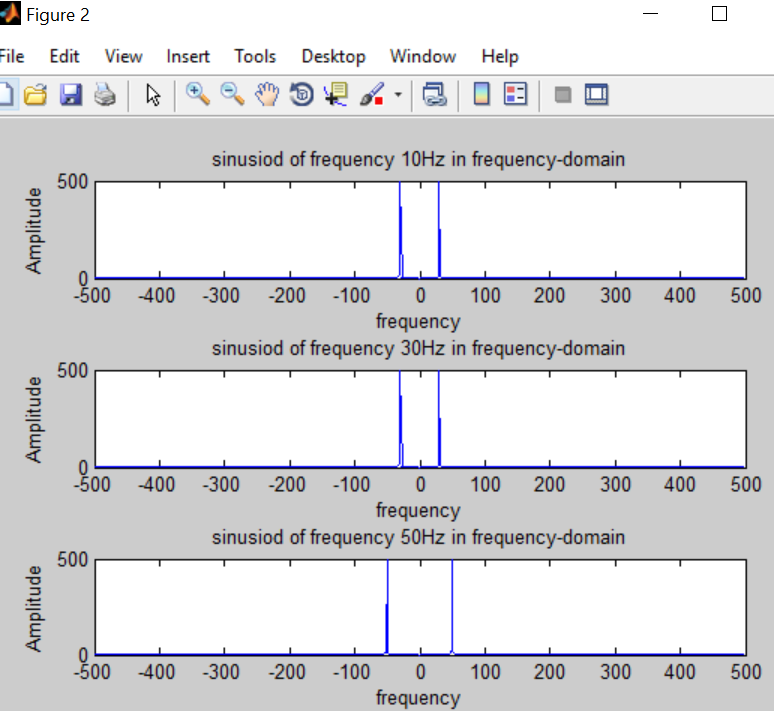 Figure 2
File Edit View Insert Tools Desktop Window Help
sinusiod of frequency 10Hz in frequency-domain
Amplitude
500
0
-500 -400 -300 -200 -100 0 100 200 300 400 500
frequency
sinusiod of frequency 30Hz in frequency-domain
Amplitude
500
0
-500 -400 -300 -200 -100 0 100 200 300 400 500
frequency
sinusiod of frequency 50Hz in frequency-domain
Amplitude
500
0
-500 -400 -300 -200 -100 0 100 200 300 400 500
frequency